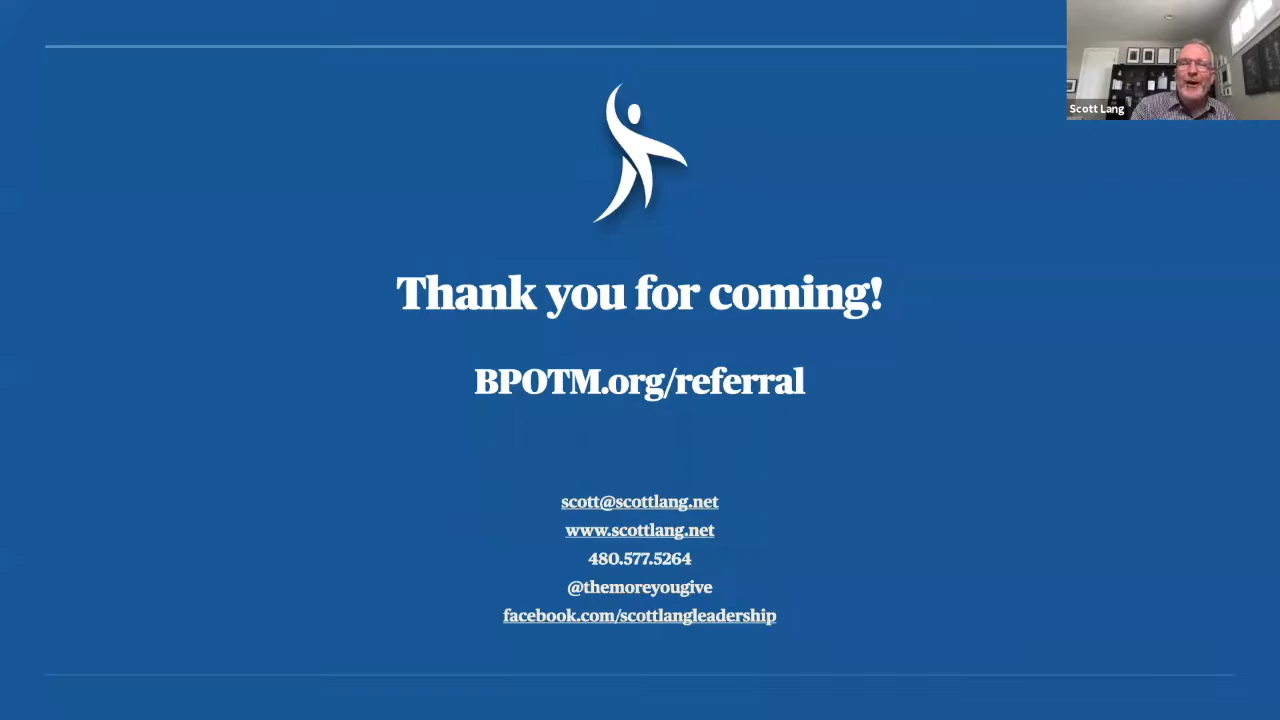 Scott Lang
Thank you for coming!
BPOTM.org/referral
scott@scottlang.net
www.scottlang.net
480.577.5264
@themoreyougive
facebook.com/scottlangleadership